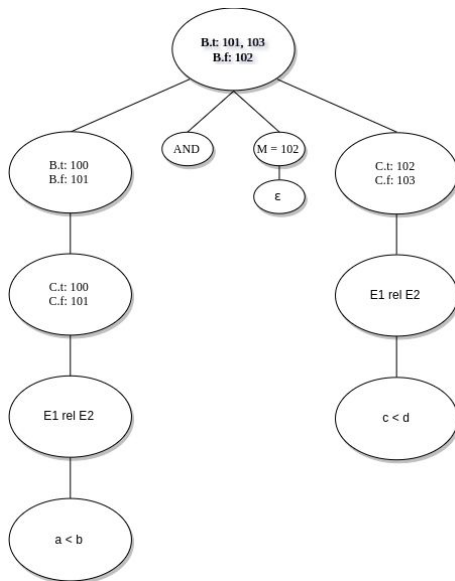 B.t: 101, 103
B.f: 102
B.t: 100
B.f: 101
AND
M = 102
C.t: 102
C.f: 103
ε
C.t: 100
C.f: 101
E1 rel E2
E1 rel E2
c < d
a < b